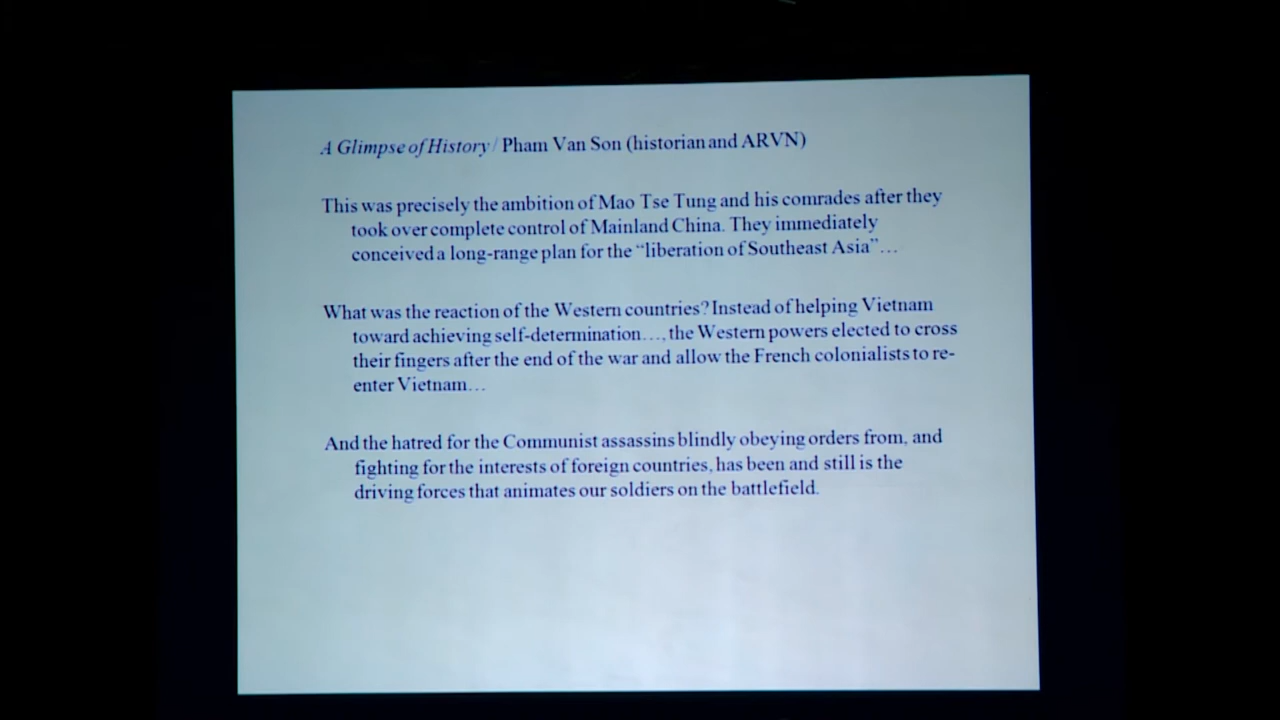 A Glimpse of History / Pham Van Son (historian and ARVN)
This was precisely the ambition of Mao Tse Tung and his comrades after they
took over complete control of Mainland China. They immediately
conceived a long-range plan for the “liberation of Southeast Asia”…
What was the reaction of the Western countries? Instead of helping Vietnam
toward achieving self-determination…, the Western powers elected to cross
their fingers after the end of the war and allow the French colonialists to re-
enter Vietnam…
And the hatred for the Communist assassins blindly obeying orders from, and
fighting for the interests of foreign countries, has been and still is the
driving forces that animates our soldiers on the battlefield.